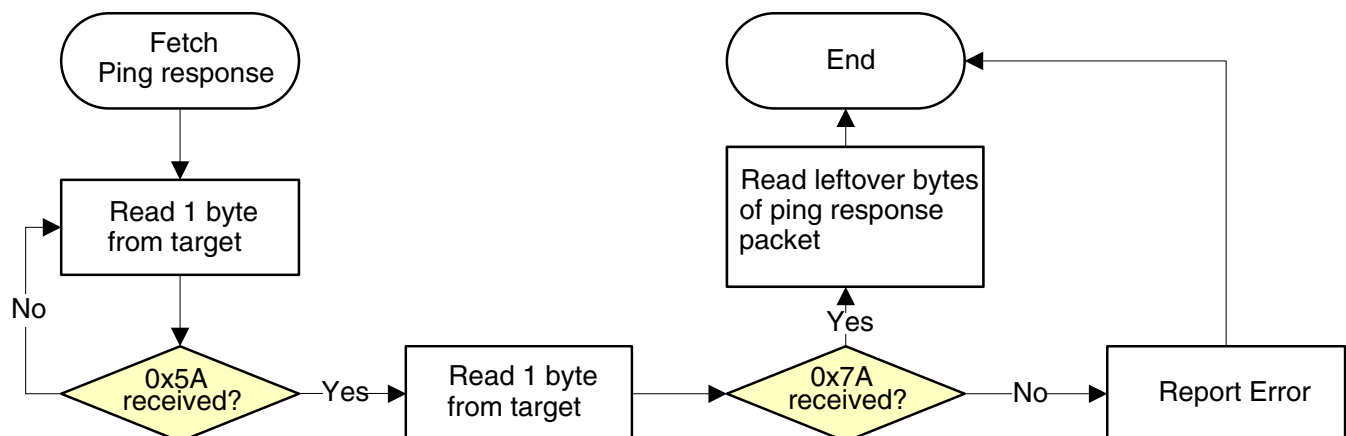 Fetch
Ping response
End
Read 1 byte
from target
Read leftover bytes
of ping response
packet
No
Yes
0x5A
received?
Yes
Read 1 byte
from target
0x7A
received?
No
Report Error